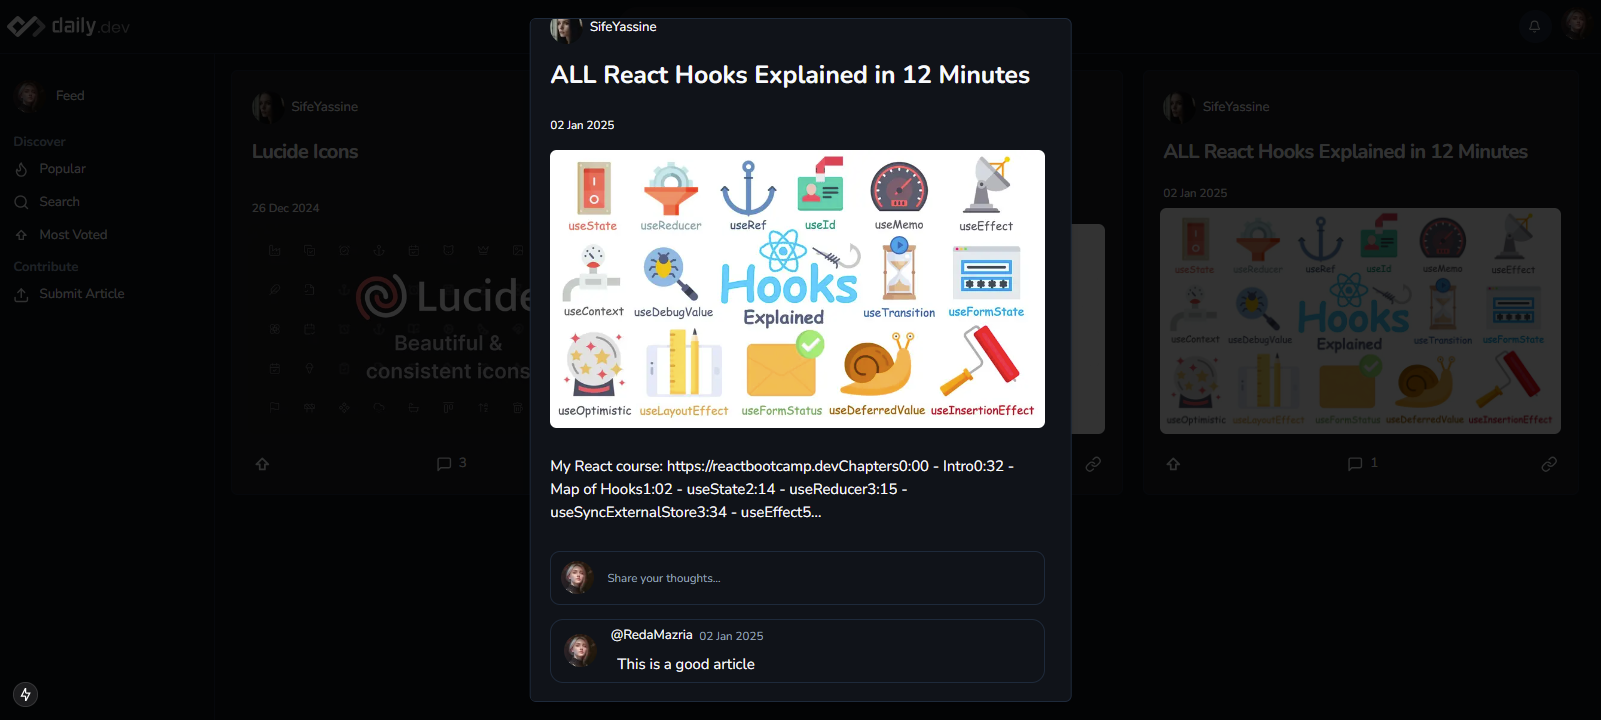 daily.dev
Feed
Discover
Popular
Search
Most Voted
Contribute
Submit Article
SifeYassine
Lucide Icons
26 Dec 2024
Lucide
Beautiful &
consistent icons
3
SifeYassine
ALL React Hooks Explained in 12 Minutes
02 Jan 2025
useState
useReducer
useRef
useId
useMemo
useEffect
useContext
useDebugValue
Hooks
Explained
useTransition
useFormState
useOptimistic
useLayoutEffect
useFormStatus
useDeferredValue
useInsertionEffect
My React course: https://reactbootcamp.devChapters0:00 - Intro0:32 -
Map of Hooks1:02 - useState2:14 - useReducer3:15 -
useSyncExternalStore3:34 - useEffect5...
Share your thoughts...
@RedaMazria 02 Jan 2025
This is a good article
SifeYassine
ALL React Hooks Explained in 12 Minutes
02 Jan 2025
useState
useReducer
useRef
useId
useMemo
useEffect
useContext
useDebugValue
Hooks
Explained
useTransition
useFormState
useOptimistic
useLayoutEffect
useFormStatus
useDeferredValue
useInsertionEffect
1